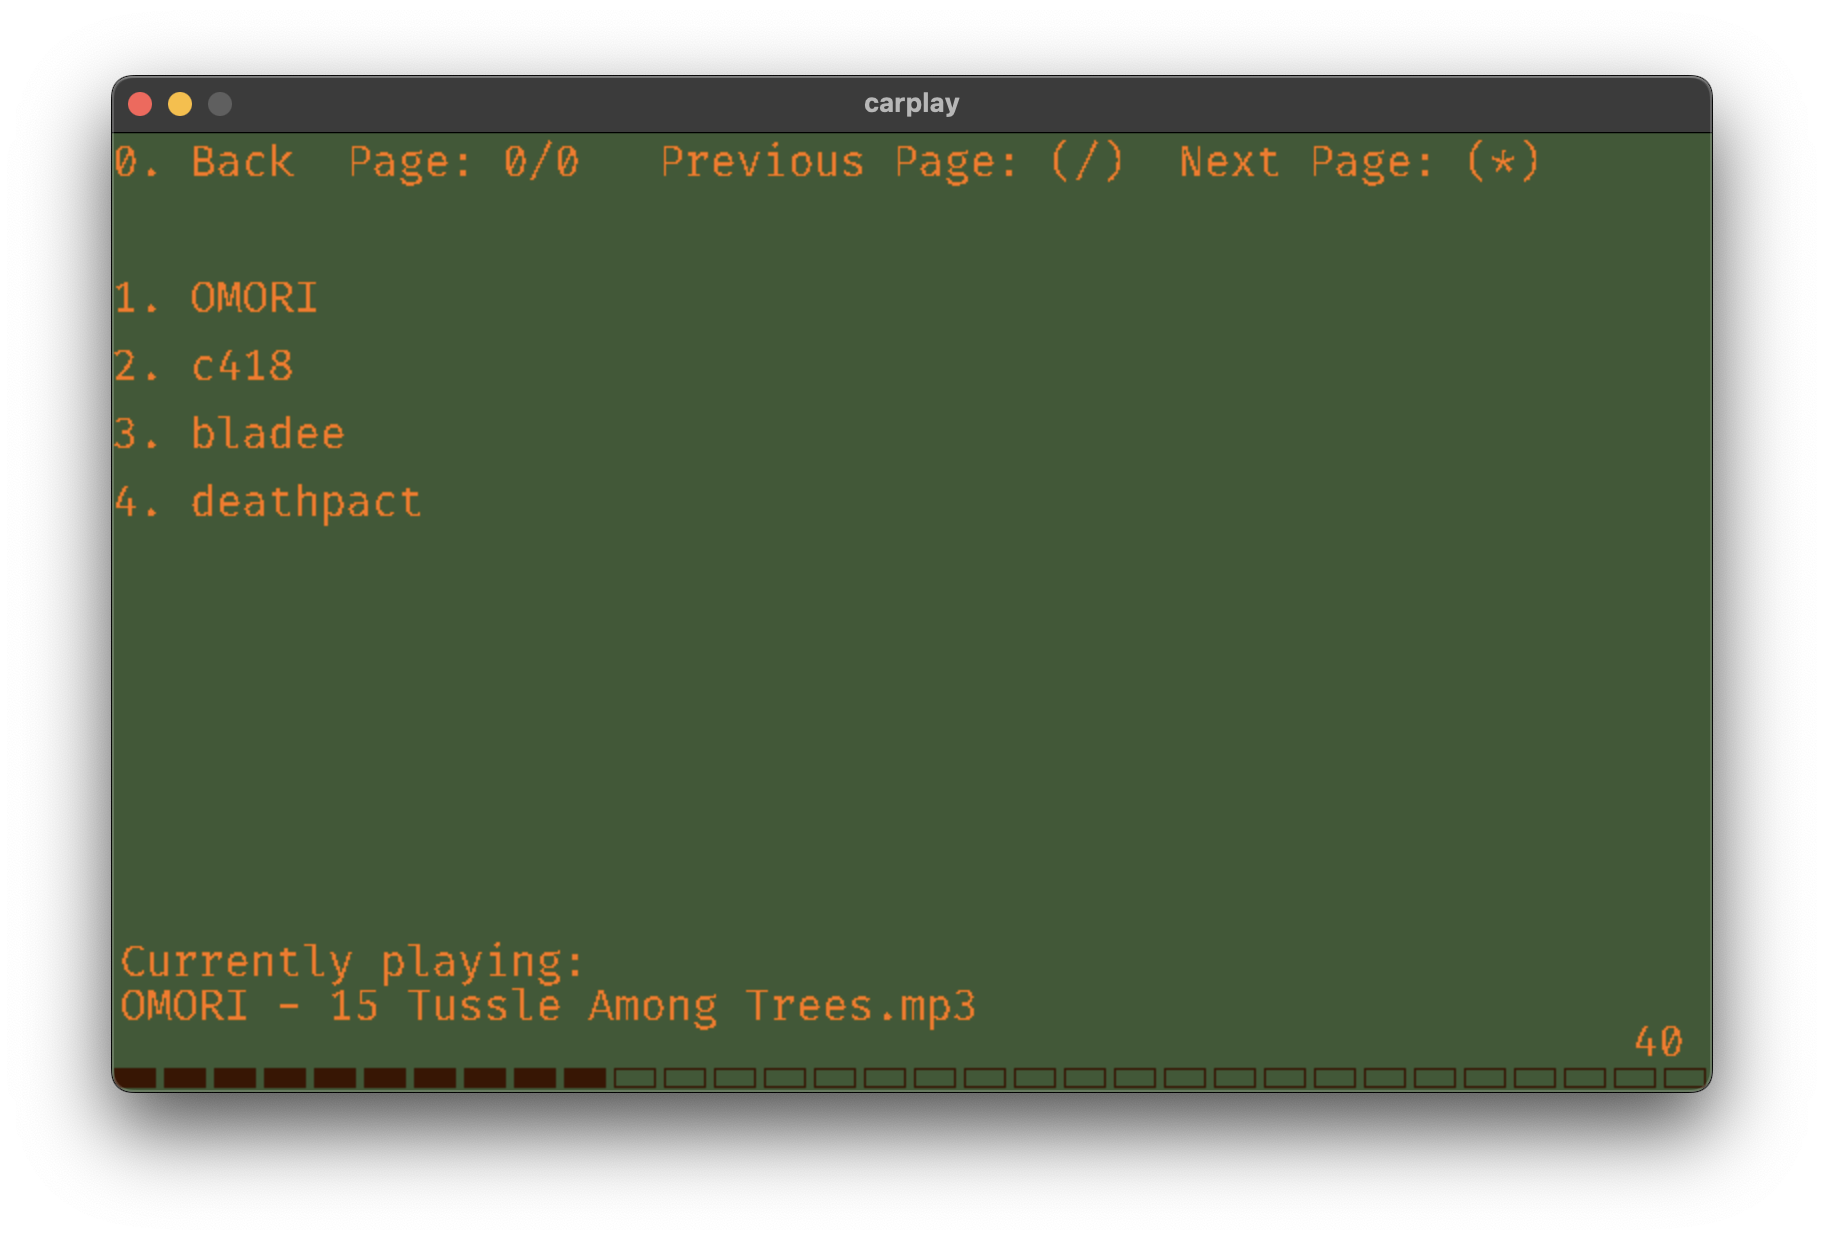 carplay
0. Back  Page: 0/0   Previous Page: (/)  Next Page: (*)
1. OMORI
2. c418
3. bladee
4. deathpact
Currently playing:
OMORI - 15 Tussle Among Trees.mp3
40